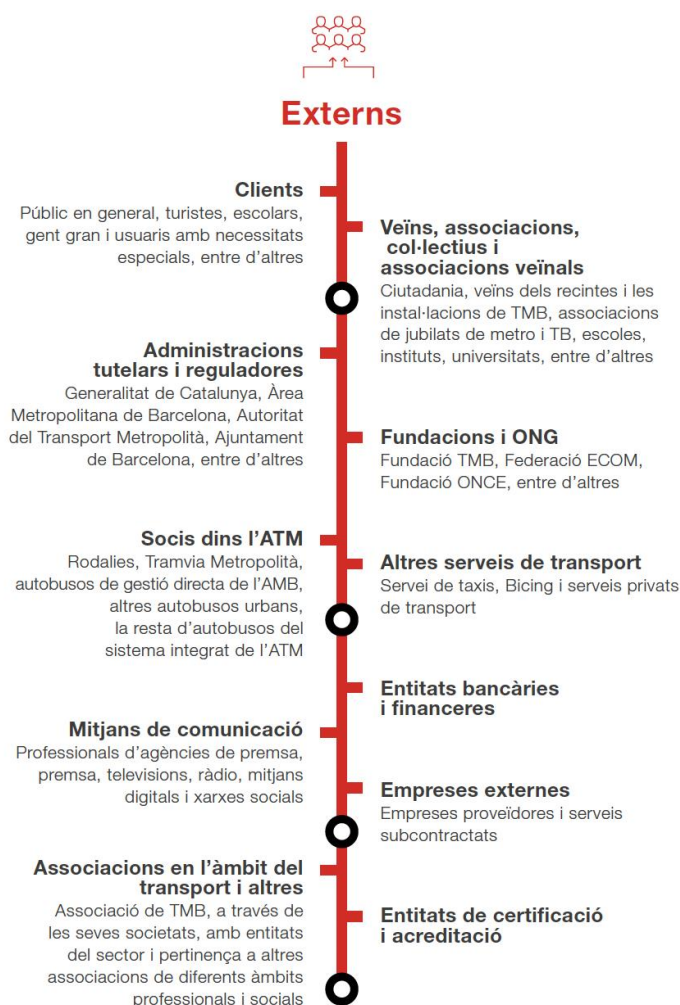 Externs
Clients
Públic en general, turistes, escolars,
gent gran i usuaris amb necessitats
especials, entre d'altres
Veïns, associacions,
col·lectius i
associacions veïnals
Ciutadania, veïns dels recintes i les
instal·lacions de TMB, associacions
de jubilats de metro i TB, escoles,
instituts, universitats, entre d'altres
Administracions
tutelars i reguladores
Generalitat de Catalunya, Àrea
Metropolitana de Barcelona, Autoritat
del Transport Metropolità, Ajuntament
de Barcelona, entre d'altres
Fundacions i ONG
Fundació TMB, Federació ECOM,
Fundació ONCE, entre d'altres
Socis dins l'ATM
Rodalies, Tramvia Metropolità,
autobusos de gestió directa de l'AMB,
altres autobusos urbans,
la resta d'autobusos del
sistema integrat de l'ATM
Altres serveis de transport
Servei de taxis, Bicing i serveis privats
de transport
Entitats bancàries
i financeres
Mitjans de comunicació
Professionals d'agències de premsa,
premsa, televisions, ràdio, mitjans
digitals i xarxes socials
Empreses externes
Empreses proveïdores i serveis
subcontractats
Associacions en l'àmbit del
transport i altres
Associació de TMB, a través de
les seves societats, amb entitats
del sector i pertinença a altres
associacions de diferents àmbits
professionals i socials
Entitats de certificació
i acreditació